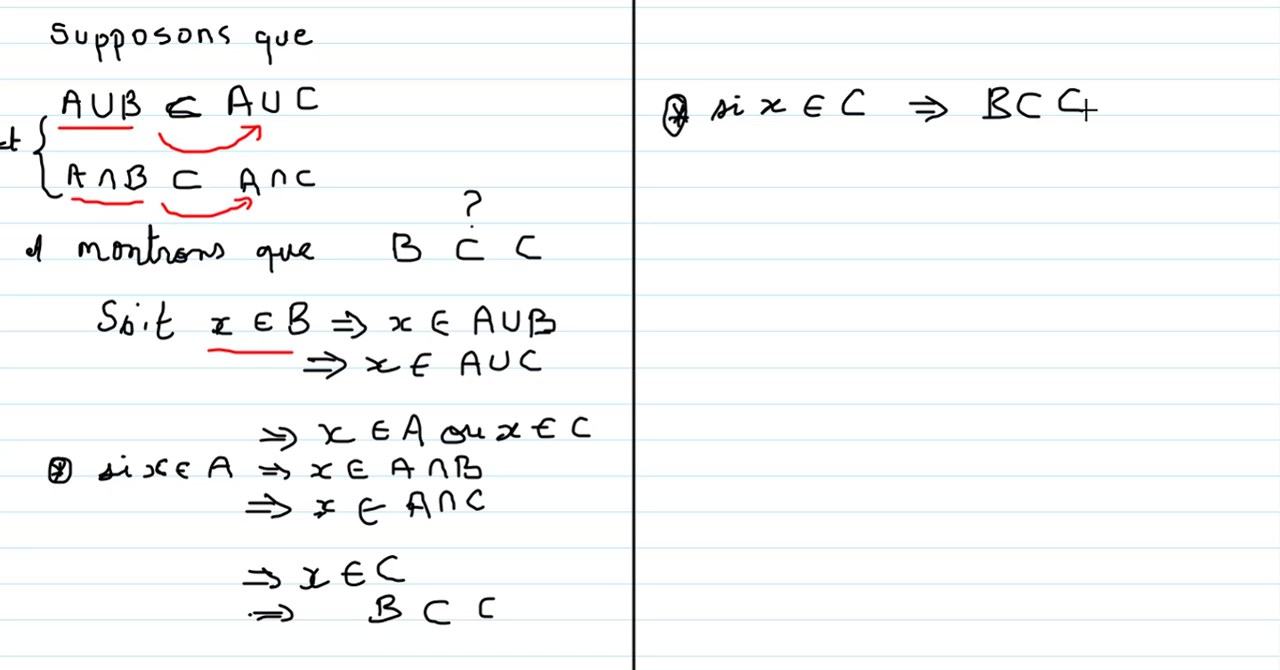 Supposons que
A∪B ⊂ A∪C
et {
A∩B ⊂ A∩C
?
montrons que B ⊂ C
Soit x ∈ B ⇒ x ∈ A∪B
⇒ x ∈ A∪C
⇒ x ∈ A ou x ∈ C
* si x ∈ A ⇒ x ∈ A∩B
⇒ x ∈ A∩C
⇒ x ∈ C
⇒ B ⊂ C
* si x ∈ C ⇒ B ⊂ C